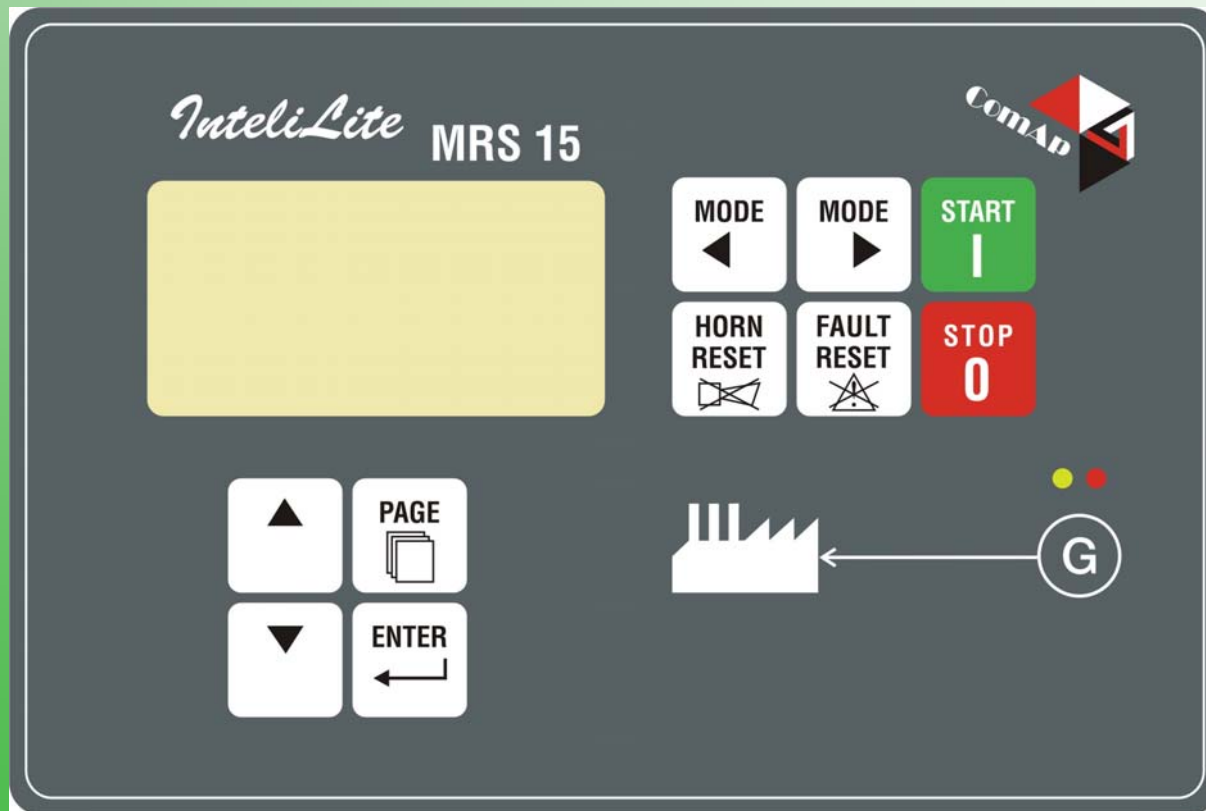 InteliLite MRS 15
ComAp
MODE
MODE
START
I
HORN
RESET
FAULT
RESET
STOP
0
PAGE
ENTER
G